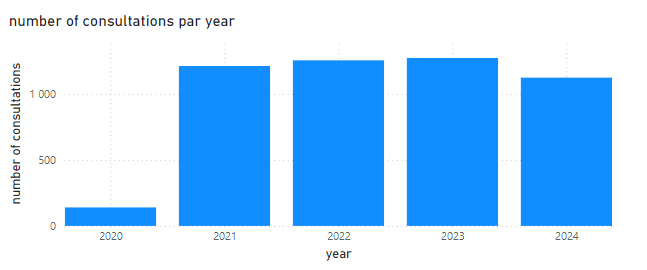 number of consultations par year
number of consultations
1 000
500
0
2020 2021 2022 2023 2024
year